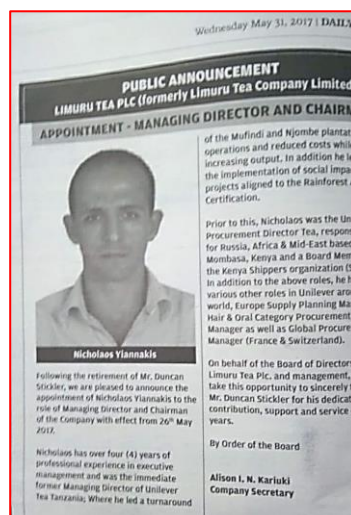 Wednesday May 31, 2017 | DAILY
PUBLIC ANNOUNCEMENT
LIMURU TEA PLC (formerly Limuru Tea Company Limited
APPOINTMENT - MANAGING DIRECTOR AND CHAIRM
Nicholaos Yiannakis
Following the retirement of Mr. Duncan
Stickler, we are pleased to announce the
appointment of Nicholaos Yiannakis to the
role of Managing Director and Chairman
of the Company with effect from 26th May
2017.
Nicholaos has over four (4) years of
professional experience in executive
management and was the immediate
former Managing Director of Unilever
Tea Tanzania; Where he led a turnaround
of the Mufindi and Njombe plantat
operations and reduced costs whil
increasing output. In addition he le
the implementation of social impa
projects aligned to the Rainforest
Certification.
Prior to this, Nicholaos was the Un
Procurement Director Tea, respon
for Russia, Africa & Mid-East based
Mombasa, Kenya and a Board Mem
the Kenya Shippers organization (S
In addition to the above roles, he h
various other roles in Unilever aro
world, Europe Supply Planning Ma
Hair & Oral Category Procurement
Manager as well as Global Procure
Manager (France & Switzerland).
On behalf of the Board of Directors
Limuru Tea Plc. and management,
take this opportunity to sincerely t
Mr. Duncan Stickler for his dedicat
contribution, support and service
years.
By Order of the Board
Alison I. N. Kariuki
Company Secretary